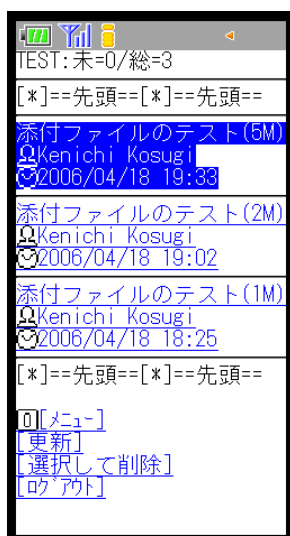 TEST:未=0/総=3
[*]==先頭==[*]==先頭==
添付ファイルのテスト(5M)
Kenichi Kosugi
2006/04/18 19:33
添付ファイルのテスト(2M)
Kenichi Kosugi
2006/04/18 19:02
添付ファイルのテスト(1M)
Kenichi Kosugi
2006/04/18 18:25
[*]==先頭==[*]==先頭==
0[ﾒﾆｭｰ]
[更新]
[選択して削除]
[ﾛｸﾞｱｳﾄ]